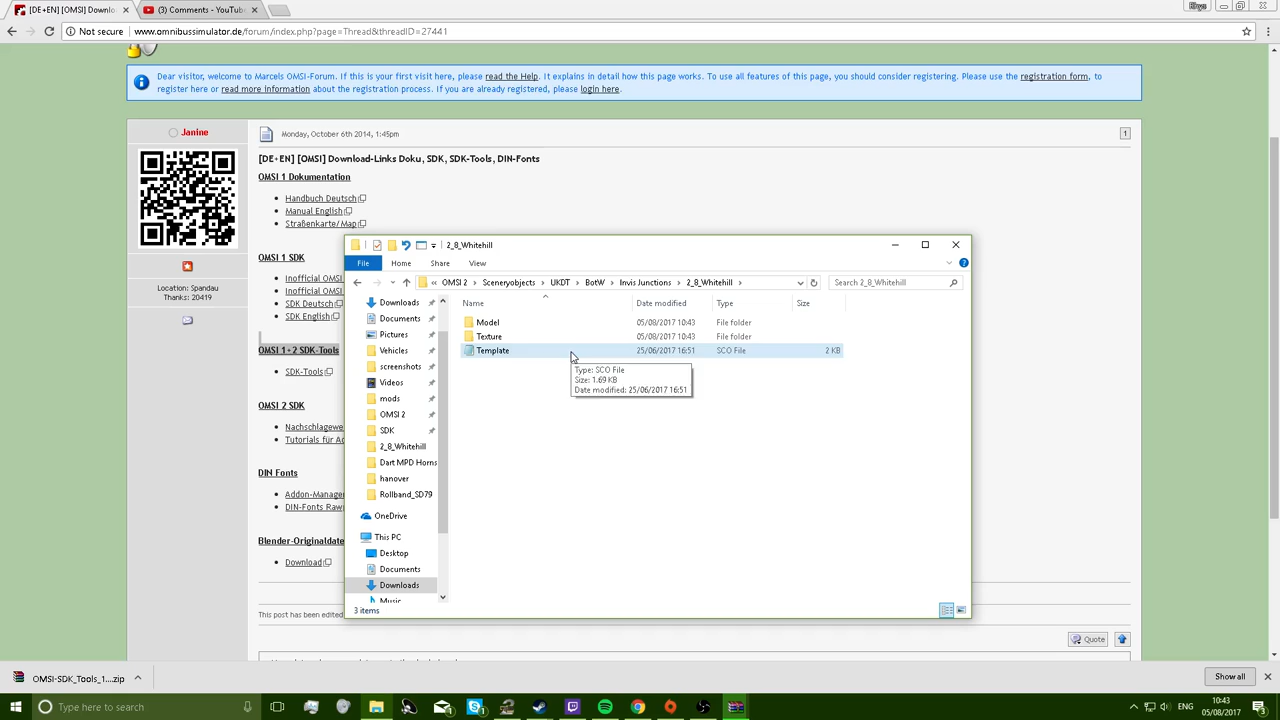 [DE+EN] [OMSI] Downlo
3 Comments - YouTub
Rhys
Not secure
www.omnibussimulator.de/forum/index.php?page=Thread&threadID=27441
Dear visitor, welcome to Marcels OMSI-Forum. If this is your first visit here, please read the Help. It explains in detail how this page works. To use all features of this page, you should consider registering. Please use the registration form, to
register here or read more information about the registration process. If you are already registered, please login here.
Janine
Monday, October 6th 2014, 1:45pm
1
[DE+EN] [OMSI] Download-Links Doku, SDK, SDK-Tools, DIN-Fonts
OMSI 1 Dokumentation
Handbuch Deutsch
Manual English
Straßenkarte/Map
OMSI 1 SDK
Inofficial OMSI
Inofficial OMSI
SDK Deutsch
SDK English
Location: Spandau
Thanks: 20419
OMSI 1+2 SDK-Tools
SDK-Tools
OMSI 2 SDK
Nachschlagewe
Tutorials für Ad
DIN Fonts
Addon-Manage
DIN-Fonts Raw
Blender-Originaldate
Download
This post has been edited
Quote
2_8_Whitehill
File
Home
Share
View
OMSI 2
Sceneryobjects
UKDT
BotW
Invis Junctions
2_8_Whitehill
Search 2_8_Whitehill
Name
Date modified
Type
Size
Model
05/08/2017 10:43
File folder
Texture
05/08/2017 10:43
File folder
Template
25/06/2017 16:51
SCO File
2 KB
Type: SCO File
Size: 1.69 KB
Date modified: 25/06/2017 16:51
Downloads
Documents
Pictures
Vehicles
screenshots
Videos
mods
OMSI 2
SDK
2_8_Whitehill
Dart MPD Horns
hanover
Rollband_SD79
OneDrive
This PC
Desktop
Documents
Downloads
Music
3 items
OMSI-SDK_Tools_1....zip
Show all
Type here to search
ENG
10:43
05/08/2017
3